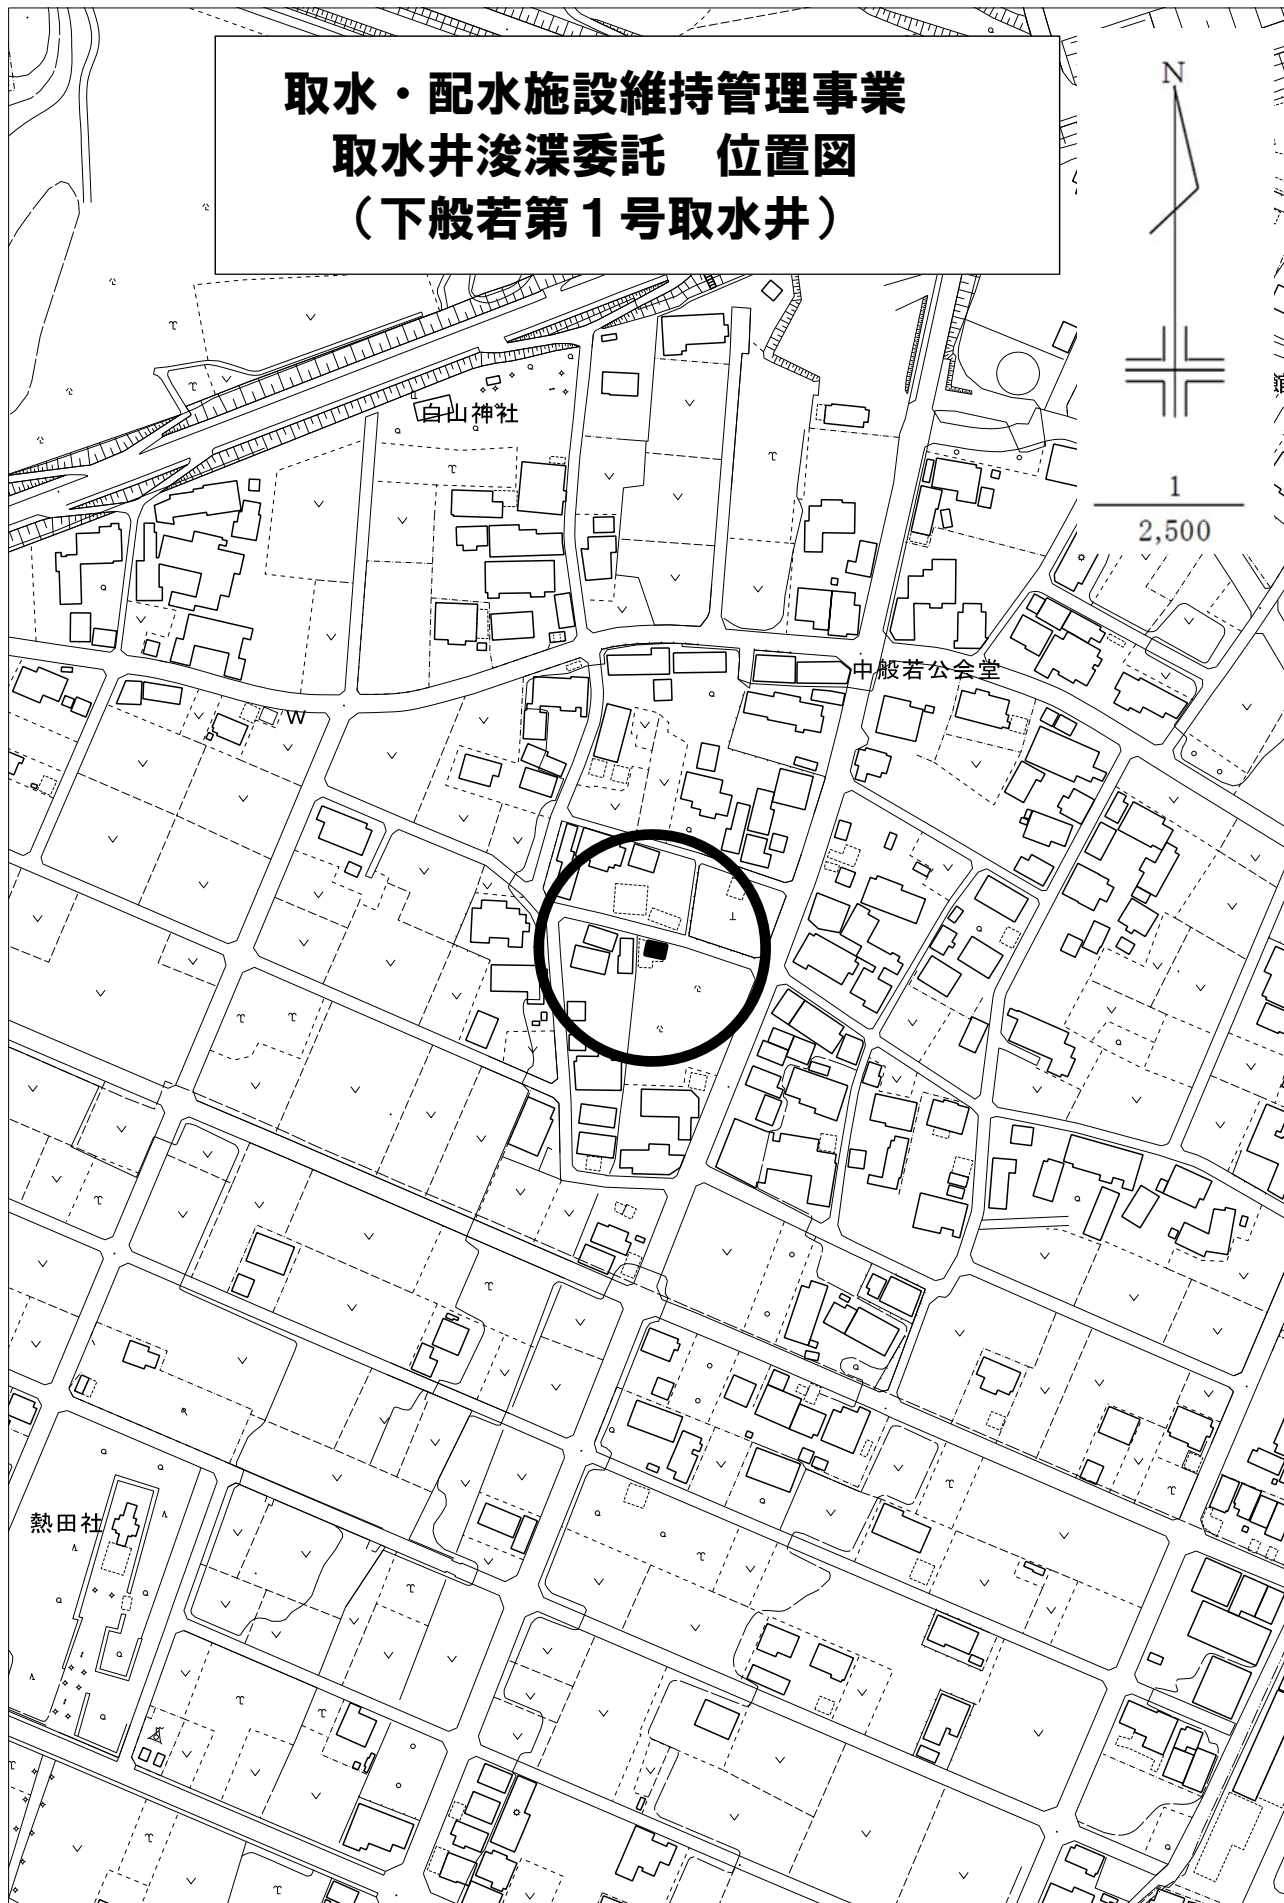 取水・配水施設維持管理事業
取水井浚渫委託　位置図
（下般若第１号取水井）
N
1
2,500
白山神社
中般若公会堂
W
熱田社